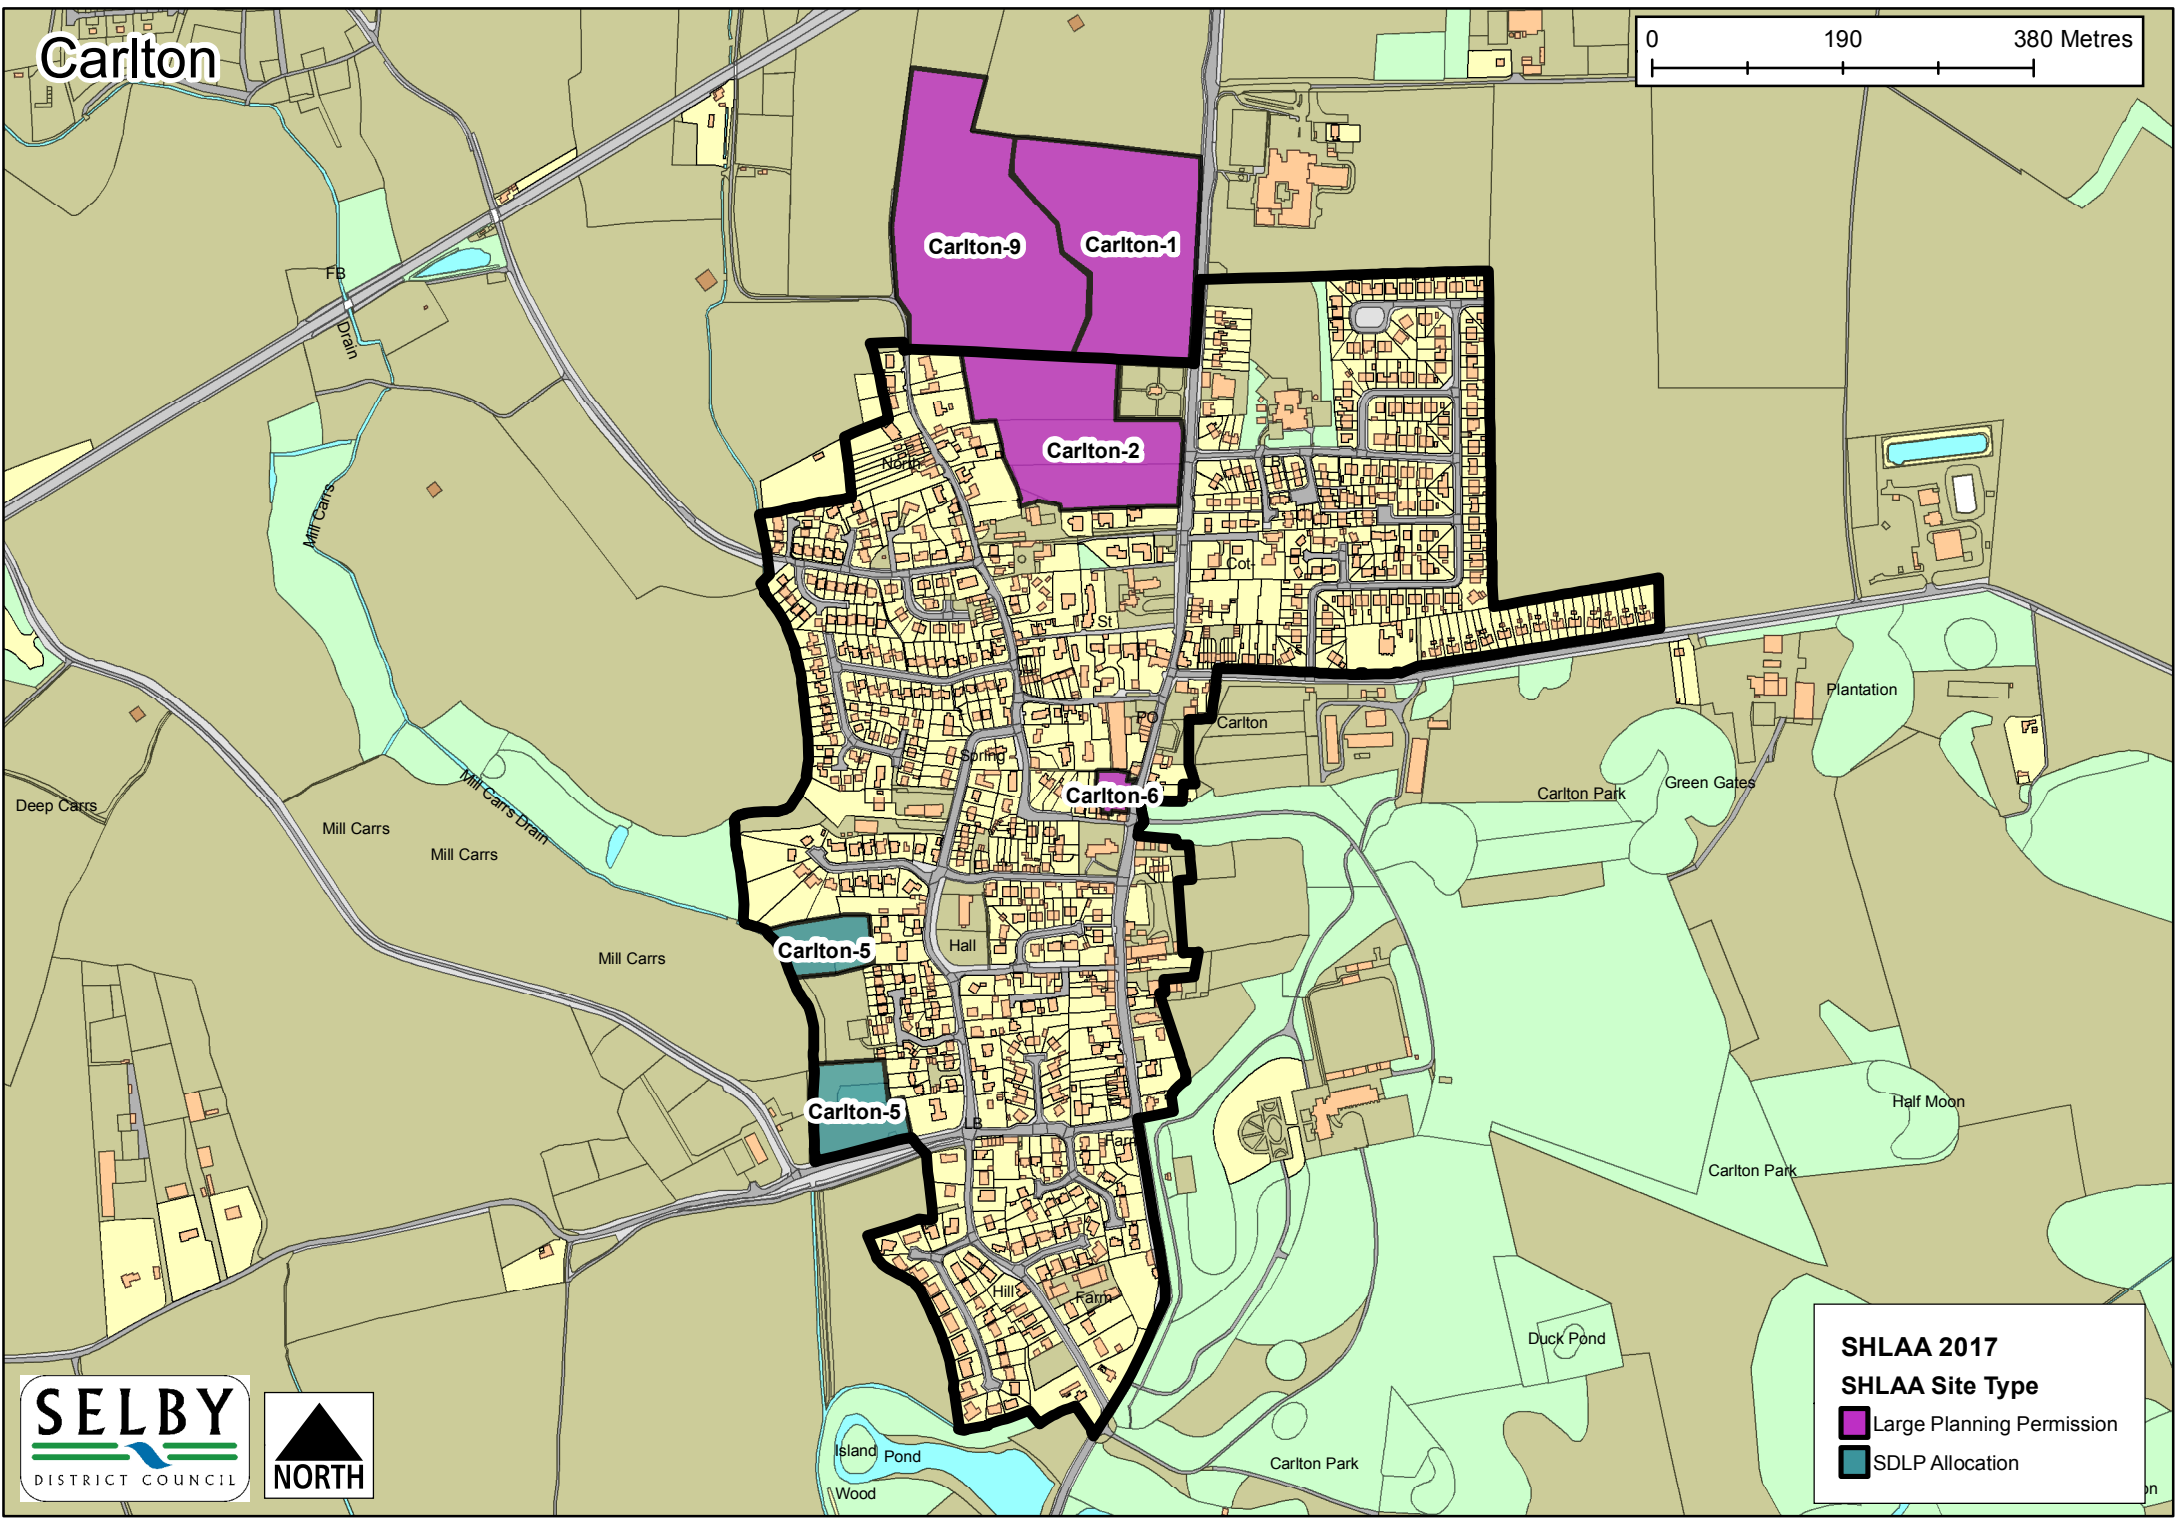 Carlton
0 190 380 Metres
FB
Drain
Carlton-9
Carlton-1
Carlton-2
North
Mill Carrs
Cot
St
Plantation
PO
Carlton
Spring
Carlton-6
Carlton Park
Green Gates
Deep Carrs
Mill Carrs
Mill Carrs Drain
Mill Carrs
Mill Carrs
Carlton-5
Hall
Carlton-5
LB
Farm
Half Moon
Carlton Park
Hill
Farm
Duck Pond
Island
Pond
Wood
Carlton Park
SELBY
DISTRICT COUNCIL
NORTH
SHLAA 2017
SHLAA Site Type
Large Planning Permission
SDLP Allocation